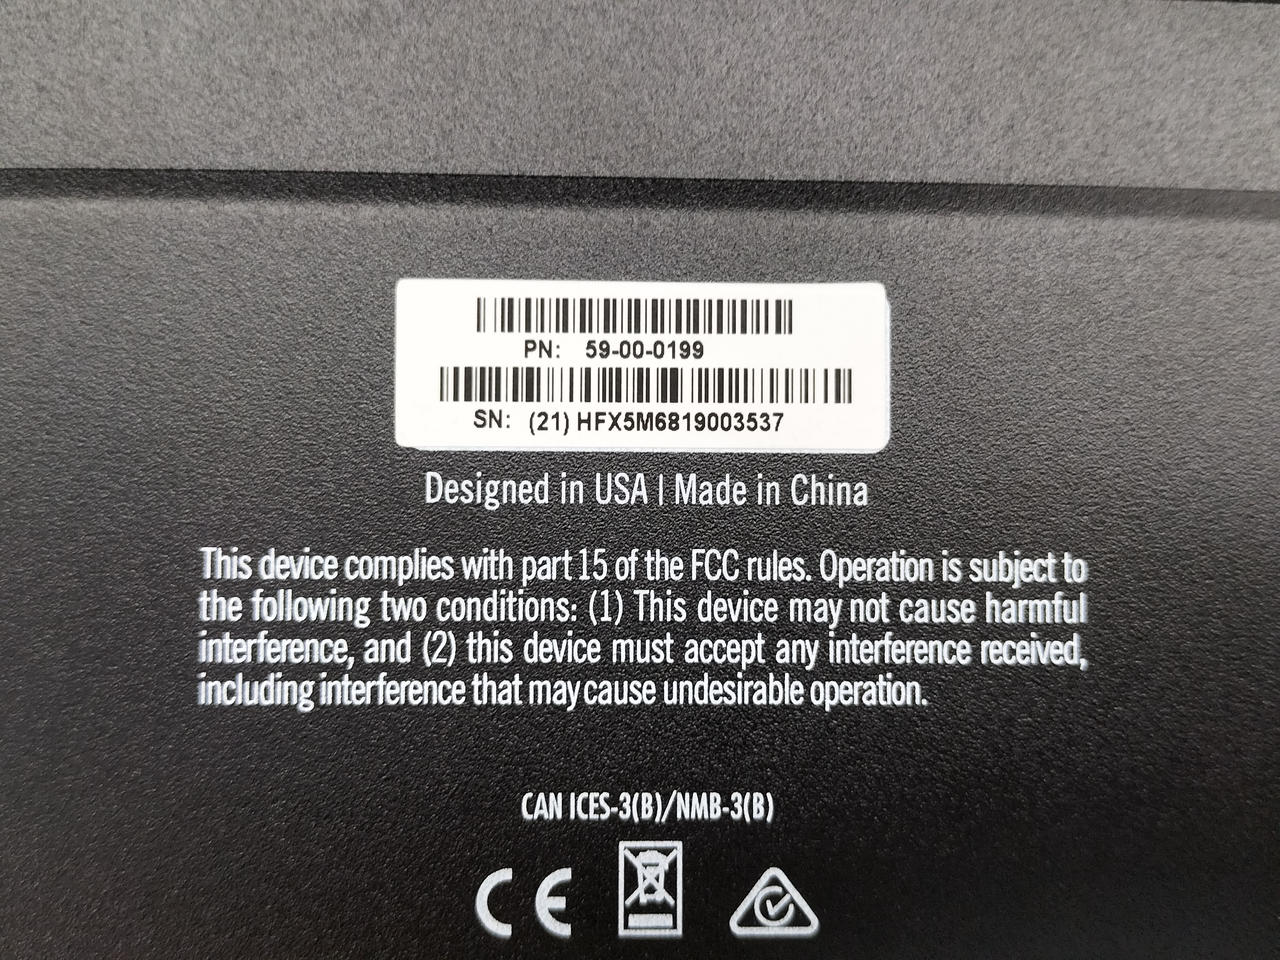 PN: 59-00-0199
SN: (21) HFX5M6819003537
Designed in USA | Made in China
This device complies with part 15 of the FCC rules. Operation is subject to
the following two conditions: (1) This device may not cause harmful
interference, and (2) this device must accept any interference received,
including interference that may cause undesirable operation.
CAN ICES-3(B)/NMB-3(B)
CE